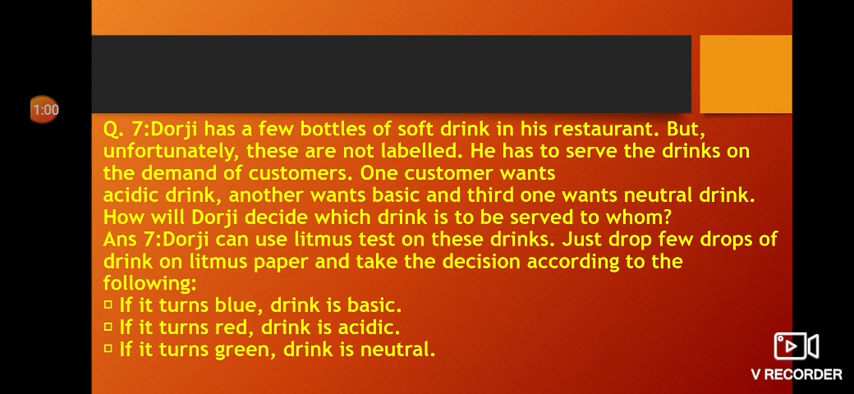 1:00
Q. 7:Dorji has a few bottles of soft drink in his restaurant. But,
unfortunately, these are not labelled. He has to serve the drinks on
the demand of customers. One customer wants
acidic drink, another wants basic and third one wants neutral drink.
How will Dorji decide which drink is to be served to whom?
Ans 7:Dorji can use litmus test on these drinks. Just drop few drops of
drink on litmus paper and take the decision according to the
following:
If it turns blue, drink is basic.
If it turns red, drink is acidic.
If it turns green, drink is neutral.
V RECORDER